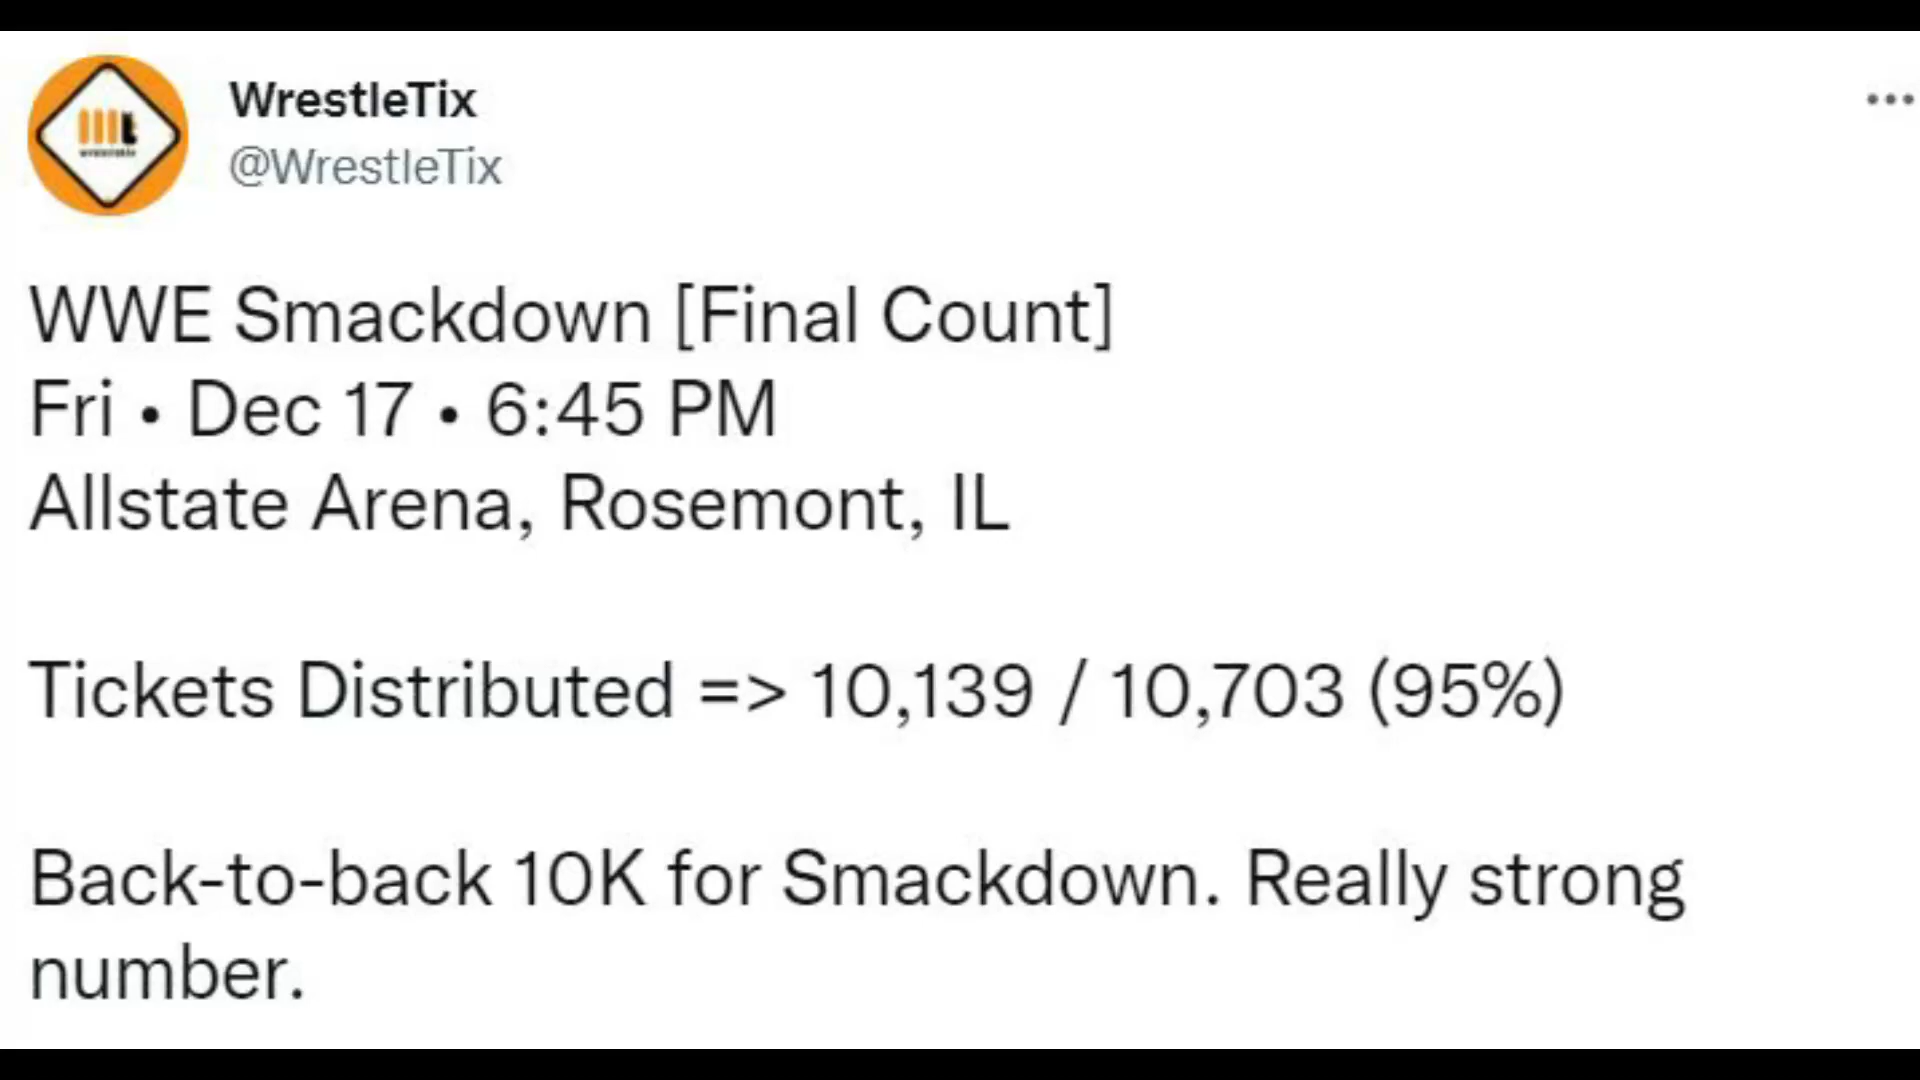 WrestleTix
@WrestleTix
WWE Smackdown [Final Count]
Fri • Dec 17 • 6:45 PM
Allstate Arena, Rosemont, IL
Tickets Distributed => 10,139 / 10,703 (95%)
Back-to-back 10K for Smackdown. Really strong
number.